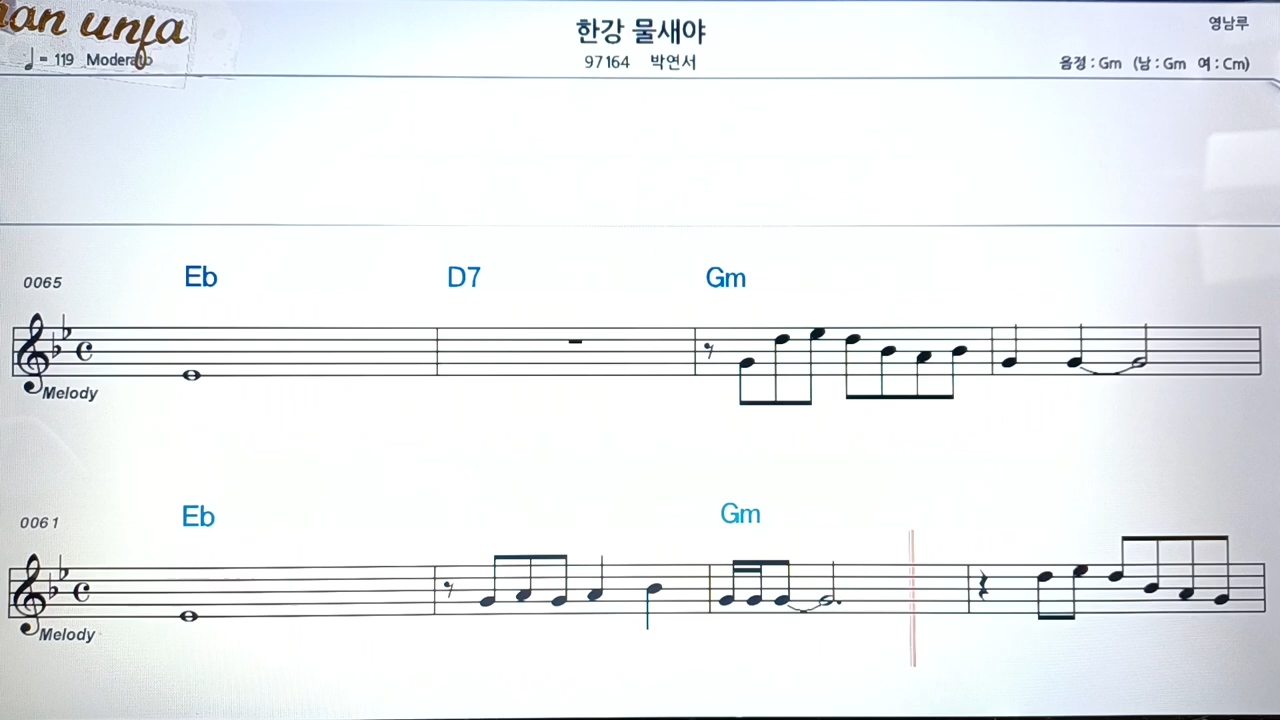 an unja
한강 물새야
영남루
♩= 119 Moderato
97164 박연서
음정 : Gm (남 : Gm 여 : Cm)
0065
Eb D7 Gm
Melody
0061
Eb Gm
Melody